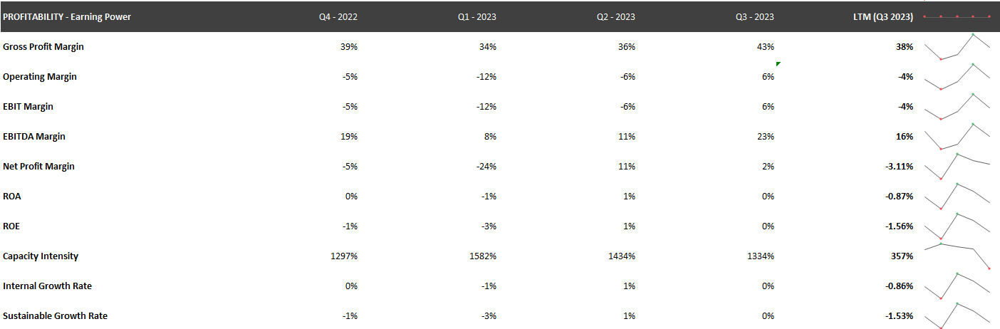 PROFITABILITY - Earning Power Q4 - 2022 Q1 - 2023 Q2 - 2023 Q3 - 2023 LTM (Q3 2023)
Gross Profit Margin 39% 34% 36% 43% 38%
Operating Margin -5% -12% -6% 6% -4%
EBIT Margin -5% -12% -6% 6% -4%
EBITDA Margin 19% 8% 11% 23% 16%
Net Profit Margin -5% -24% 11% 2% -3.11%
ROA 0% -1% 1% 0% -0.87%
ROE -1% -3% 1% 0% -1.56%
Capacity Intensity 1297% 1582% 1434% 1334% 357%
Internal Growth Rate 0% -1% 1% 0% -0.86%
Sustainable Growth Rate -1% -3% 1% 0% -1.53%